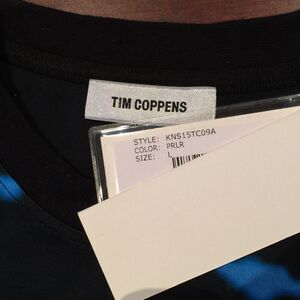 TIM COPPENS
STYLE: KNS15TC09A
COLOR: PRLR
SIZE: L